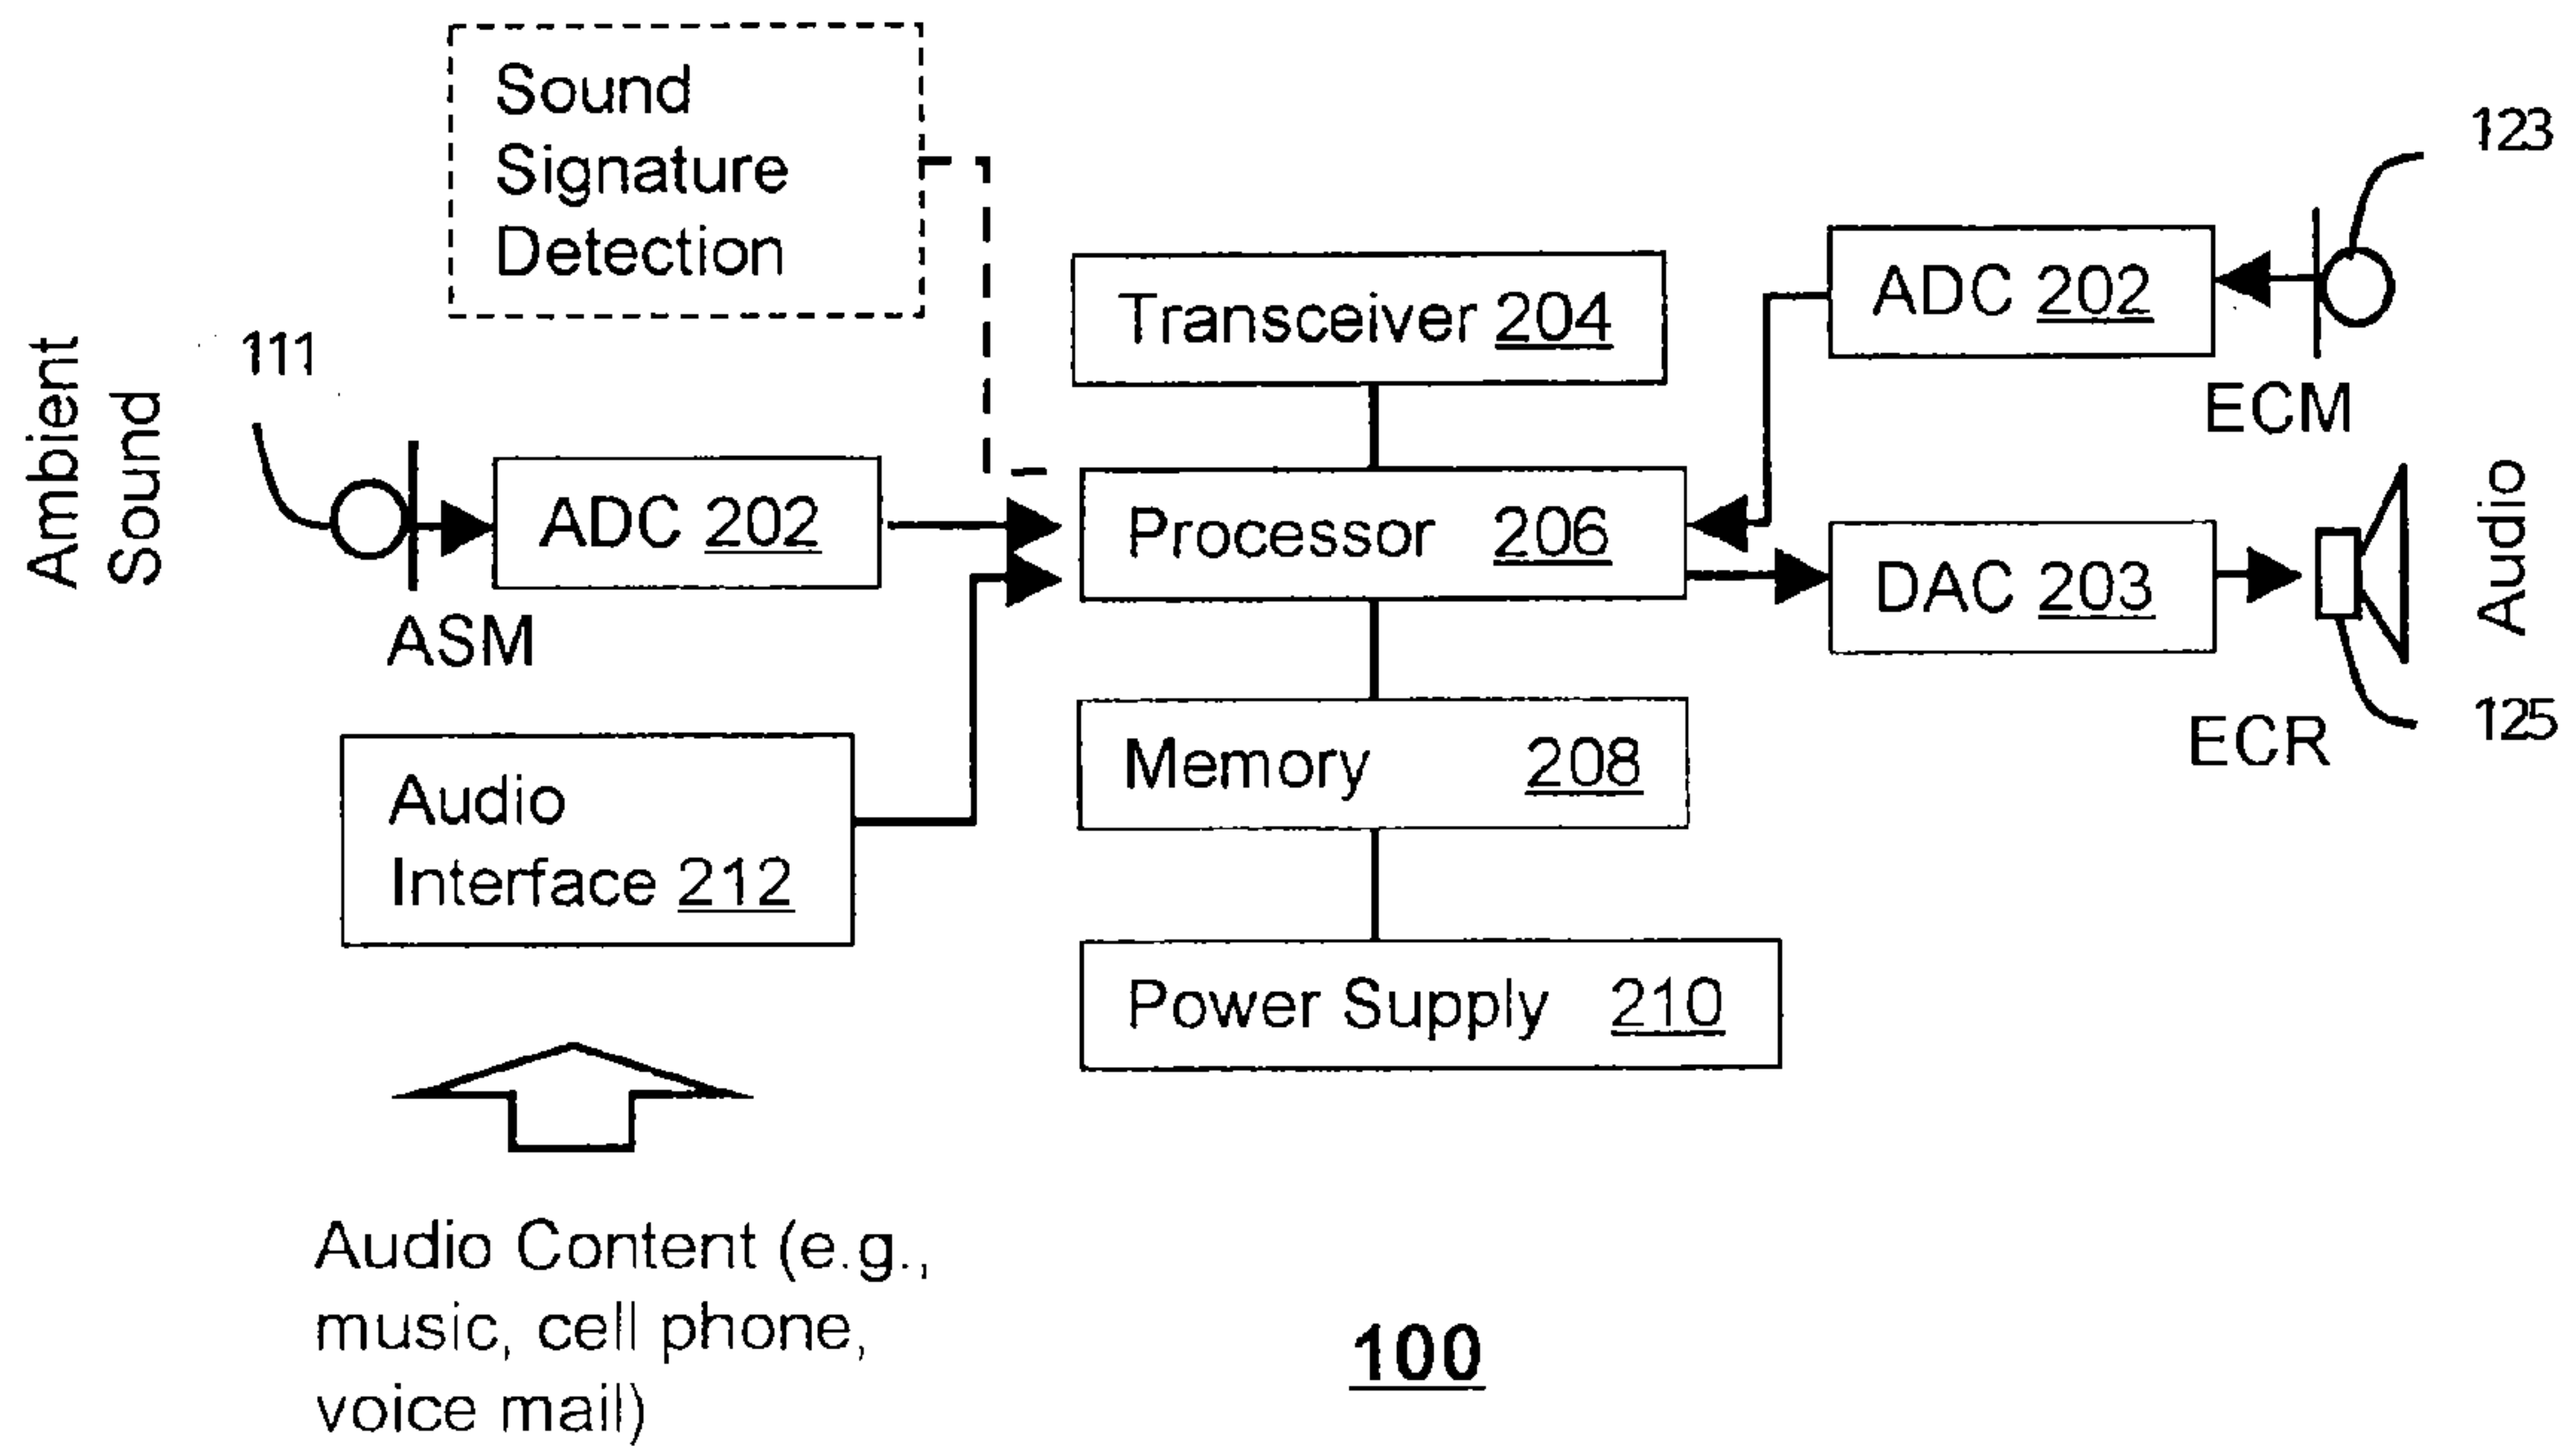 Sound
Signature
Detection
123
Transceiver 204
ADC 202
111
Ambient
Sound
ECM
ADC 202
Processor 206
DAC 203
Audio
ASM
ECR
125
Memory 208
Audio
Interface 212
Power Supply 210
Audio Content (e.g.,
music, cell phone,
voice mail)
100